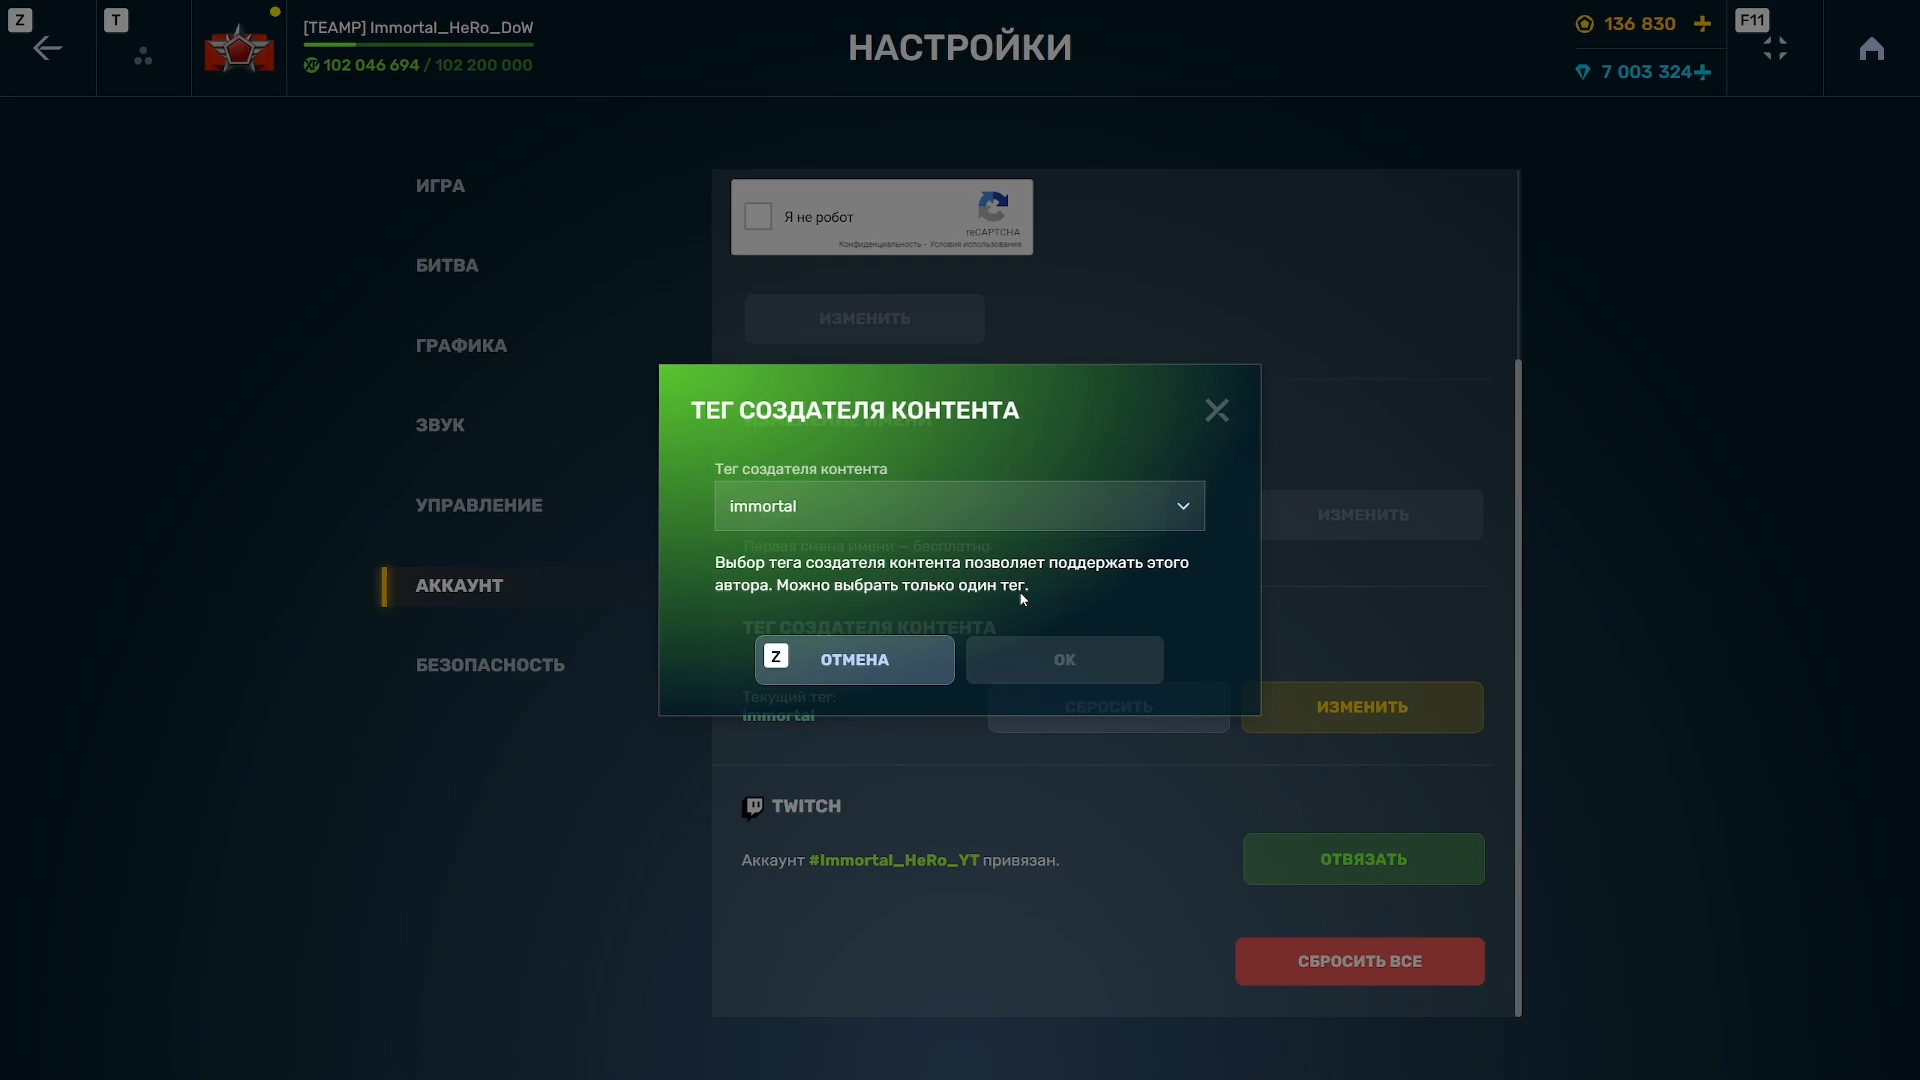 Z
T
[TEAMP] Immortal_HeRo_DoW
102 046 694 / 102 200 000
НАСТРОЙКИ
136 830
7 003 324
F11
ИГРА
БИТВА
ГРАФИКА
ЗВУК
УПРАВЛЕНИЕ
АККАУНТ
БЕЗОПАСНОСТЬ
Я не робот
reCAPTCHA
Конфиденциальность - Условия использования
ИЗМЕНИТЬ
ТЕГ СОЗДАТЕЛЯ КОНТЕНТА
ИЗМЕНЕНИЕ ИМЕНИ
Тег создателя контента
immortal
ИЗМЕНИТЬ
Первая смена имени — бесплатно
Выбор тега создателя контента позволяет поддержать этого
автора. Можно выбрать только один тег.
ТЕГ СОЗДАТЕЛЯ КОНТЕНТА
Z ОТМЕНА
ОК
Текущий тег:
immortal
СБРОСИТЬ
ИЗМЕНИТЬ
TWITCH
Аккаунт #Immortal_HeRo_YT привязан.
ОТВЯЗАТЬ
СБРОСИТЬ ВСЕ